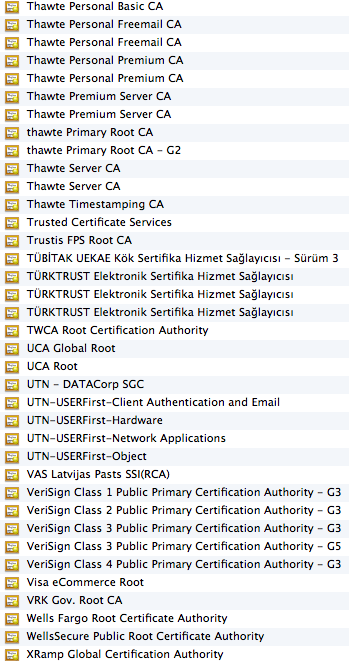 Thawte Personal Basic CA
Thawte Personal Freemail CA
Thawte Personal Freemail CA
Thawte Personal Premium CA
Thawte Personal Premium CA
Thawte Premium Server CA
Thawte Premium Server CA
thawte Primary Root CA
thawte Primary Root CA - G2
Thawte Server CA
Thawte Server CA
Thawte Timestamping CA
Trusted Certificate Services
Trustis FPS Root CA
TÜBİTAK UEKAE Kök Sertifika Hizmet Sağlayıcısı - Sürüm 3
TÜRKTRUST Elektronik Sertifika Hizmet Sağlayıcısı
TÜRKTRUST Elektronik Sertifika Hizmet Sağlayıcısı
TÜRKTRUST Elektronik Sertifika Hizmet Sağlayıcısı
TWCA Root Certification Authority
UCA Global Root
UCA Root
UTN - DATACorp SGC
UTN-USERFirst-Client Authentication and Email
UTN-USERFirst-Hardware
UTN-USERFirst-Network Applications
UTN-USERFirst-Object
VAS Latvijas Pasts SSI(RCA)
VeriSign Class 1 Public Primary Certification Authority - G3
VeriSign Class 2 Public Primary Certification Authority - G3
VeriSign Class 3 Public Primary Certification Authority - G3
VeriSign Class 3 Public Primary Certification Authority - G5
VeriSign Class 4 Public Primary Certification Authority - G3
Visa eCommerce Root
VRK Gov. Root CA
Wells Fargo Root Certificate Authority
WellsSecure Public Root Certificate Authority
XRamp Global Certification Authority